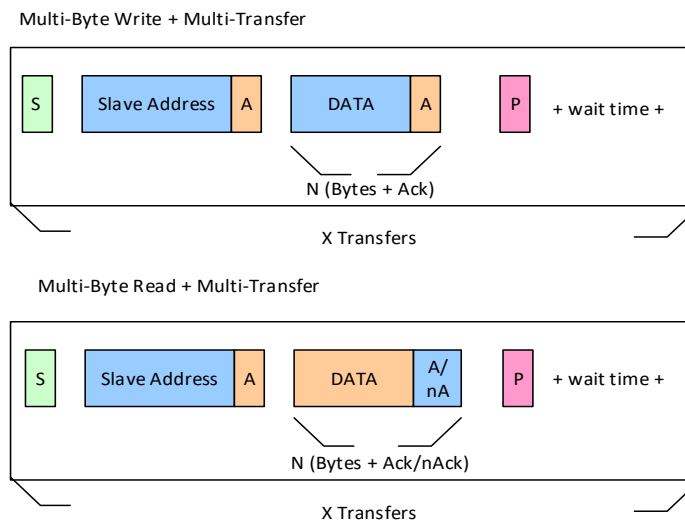 Multi-Byte Write + Multi-Transfer
S Slave Address A DATA A P + wait time +
N (Bytes + Ack)
X Transfers
Multi-Byte Read + Multi-Transfer
S Slave Address A DATA A/ nA P + wait time +
N (Bytes + Ack/nAck)
X Transfers